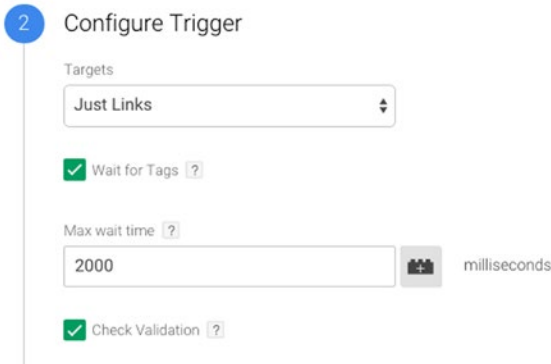 2 Configure Trigger
Targets
Just Links
Wait for Tags ?
Max wait time ?
2000 milliseconds
Check Validation ?